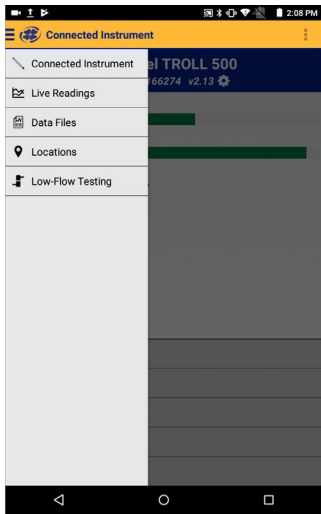 2:08 PM
Connected Instrument
el TROLL 500
166274 v2.13
Connected Instrument
Live Readings
Data Files
Locations
Low-Flow Testing